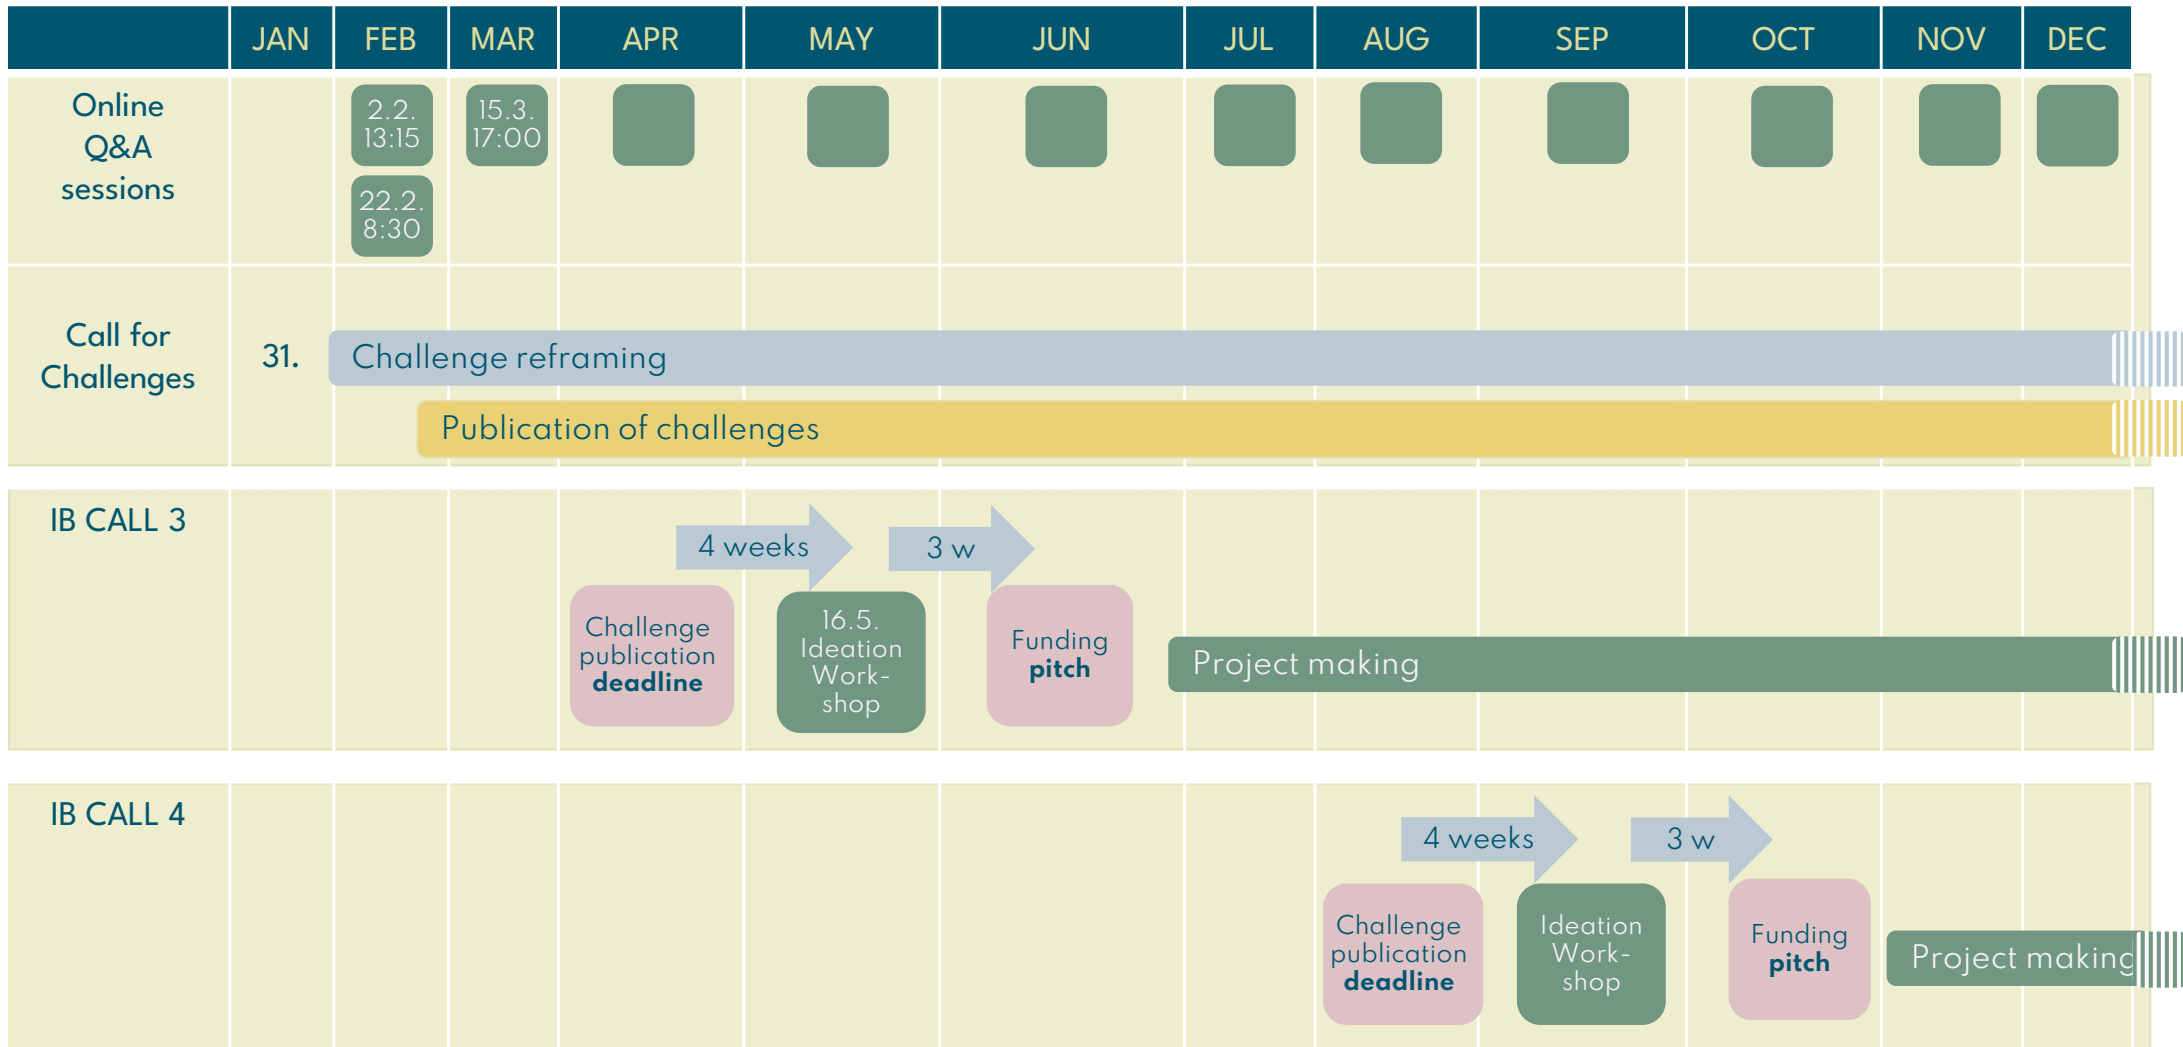 JAN FEB MAR APR MAY JUN JUL AUG SEP OCT NOV DEC
Online
Q&A
sessions
2.2.
13:15
22.2.
8:30
15.3.
17:00
Call for
Challenges
31.
Challenge reframing
Publication of challenges
IB CALL 3
4 weeks
3 w
Challenge
publication
deadline
16.5.
Ideation
Work-
shop
Funding
pitch
Project making
IB CALL 4
4 weeks
3 w
Challenge
publication
deadline
Ideation
Work-
shop
Funding
pitch
Project making